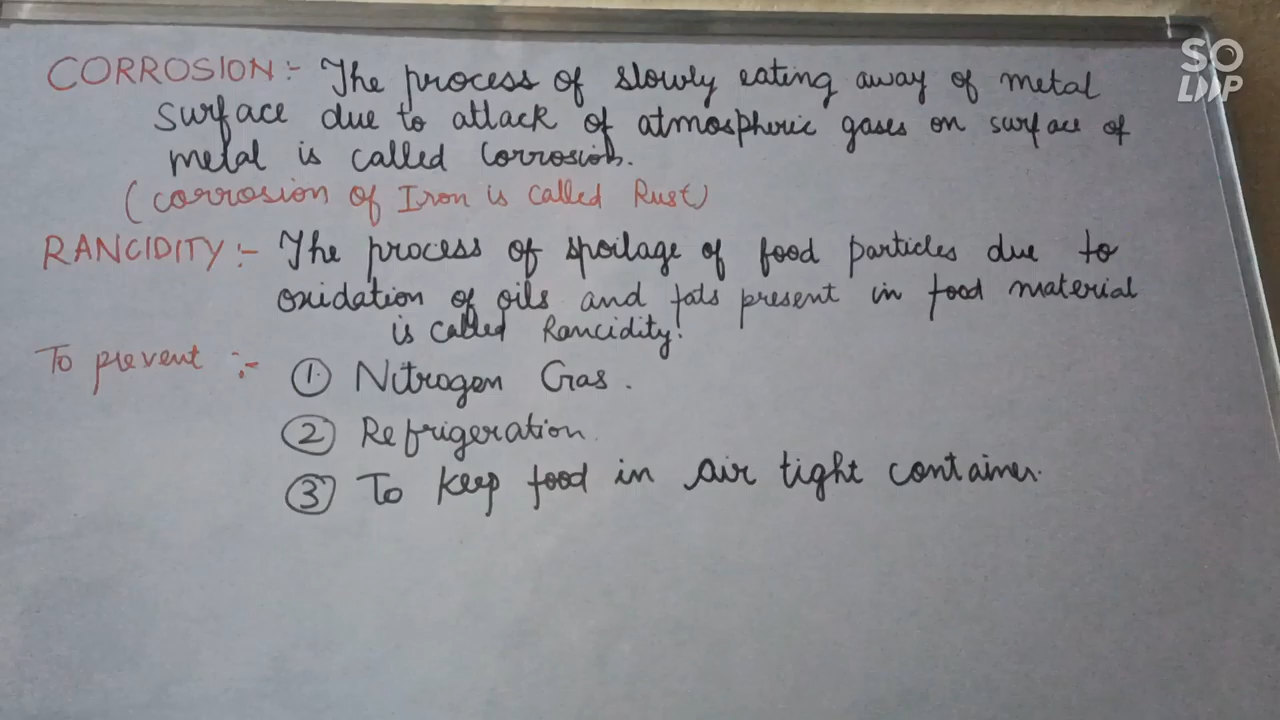 CORROSION:- The process of slowly eating away of metal
surface due to attack of atmospheric gases on surface of
metal is called Corrosion.
(corrosion of Iron is called Rust)
RANCIDITY:- The process of spoilage of food particles due to
oxidation of oils and fats present in food material
is called Rancidity.
To prevent :-
① Nitrogen Gas.
② Refrigeration.
③ To keep food in air tight container.
SO
LOOP